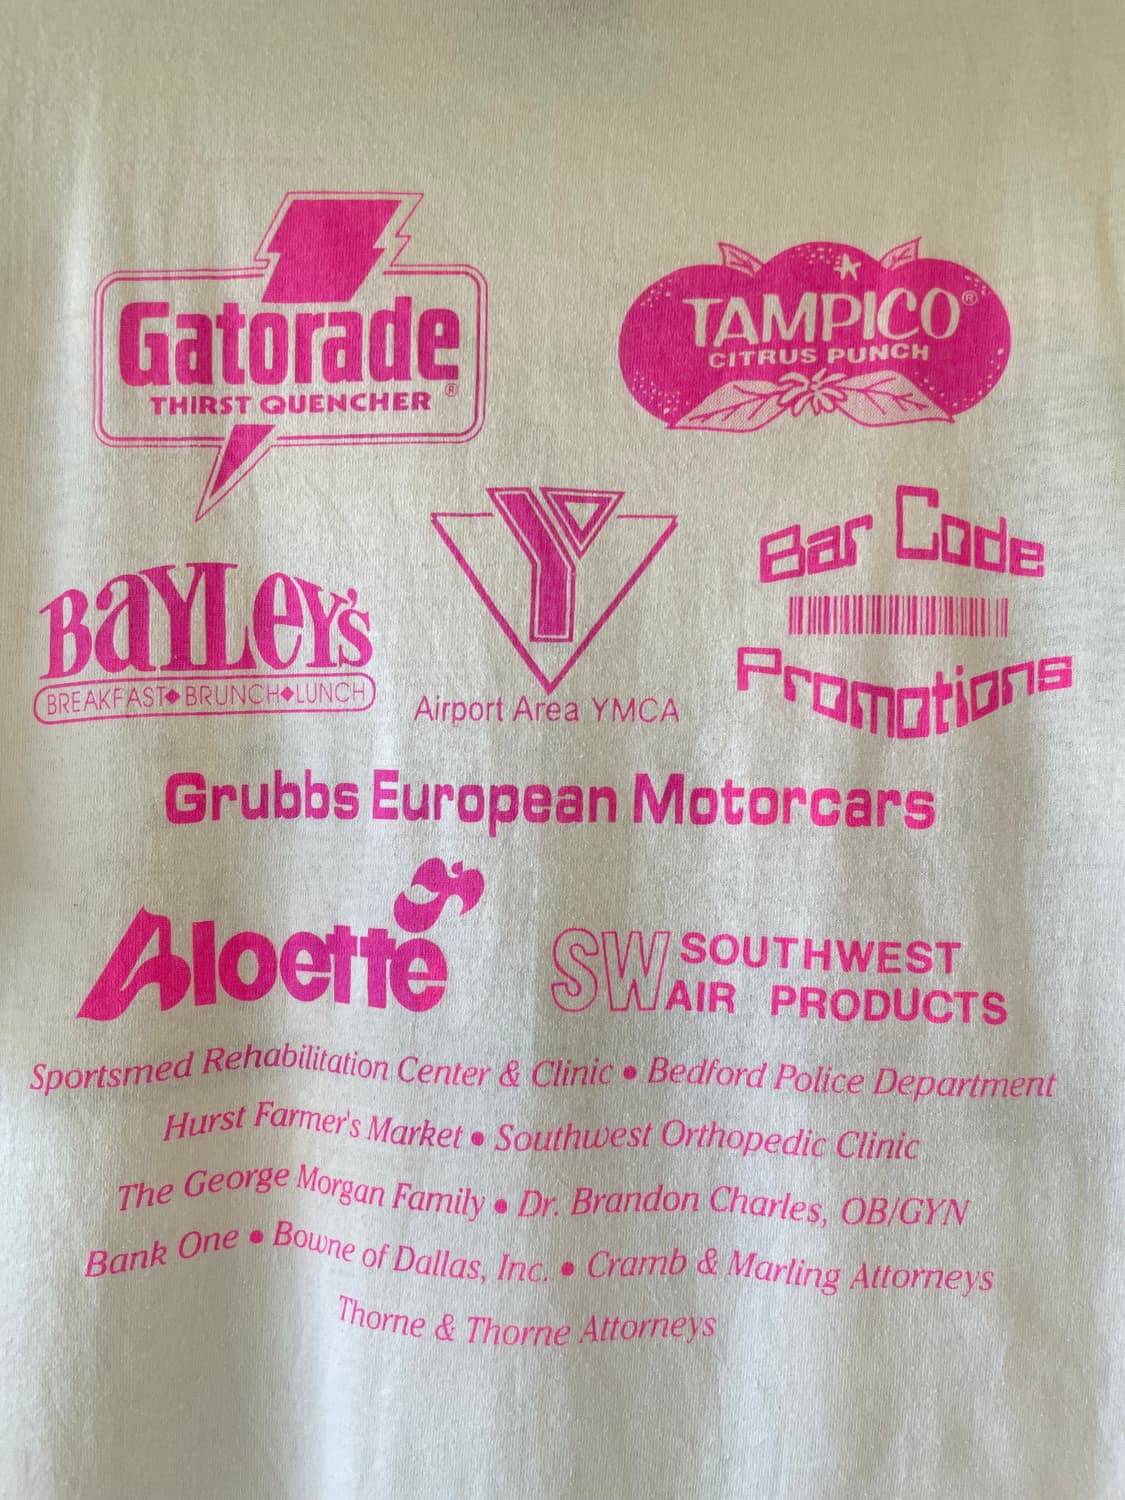 Gatorade®
THIRST QUENCHER
TAMPICO®
CITRUS PUNCH
BaYLeY's
BREAKFAST◆BRUNCH◆LUNCH
Y
Airport Area YMCA
Bar Code
Promotions
Grubbs European Motorcars
Aloette
SW SOUTHWEST
AIR PRODUCTS
Sportsmed Rehabilitation Center & Clinic • Bedford Police Department
Hurst Farmer's Market • Southwest Orthopedic Clinic
The George Morgan Family • Dr. Brandon Charles, OB/GYN
Bank One • Bowne of Dallas, Inc. • Cramb & Marling Attorneys
Thorne & Thorne Attorneys